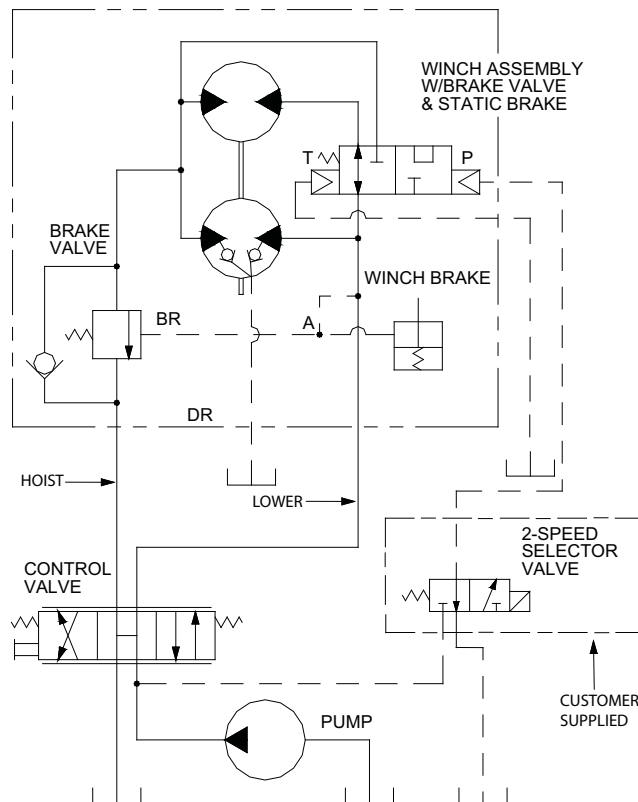 WINCH ASSEMBLY
W/BRAKE VALVE
& STATIC BRAKE
T
P
BRAKE
VALVE
WINCH BRAKE
BR
A
DR
HOIST
LOWER
2-SPEED
SELECTOR
VALVE
CONTROL
VALVE
PUMP
CUSTOMER
SUPPLIED